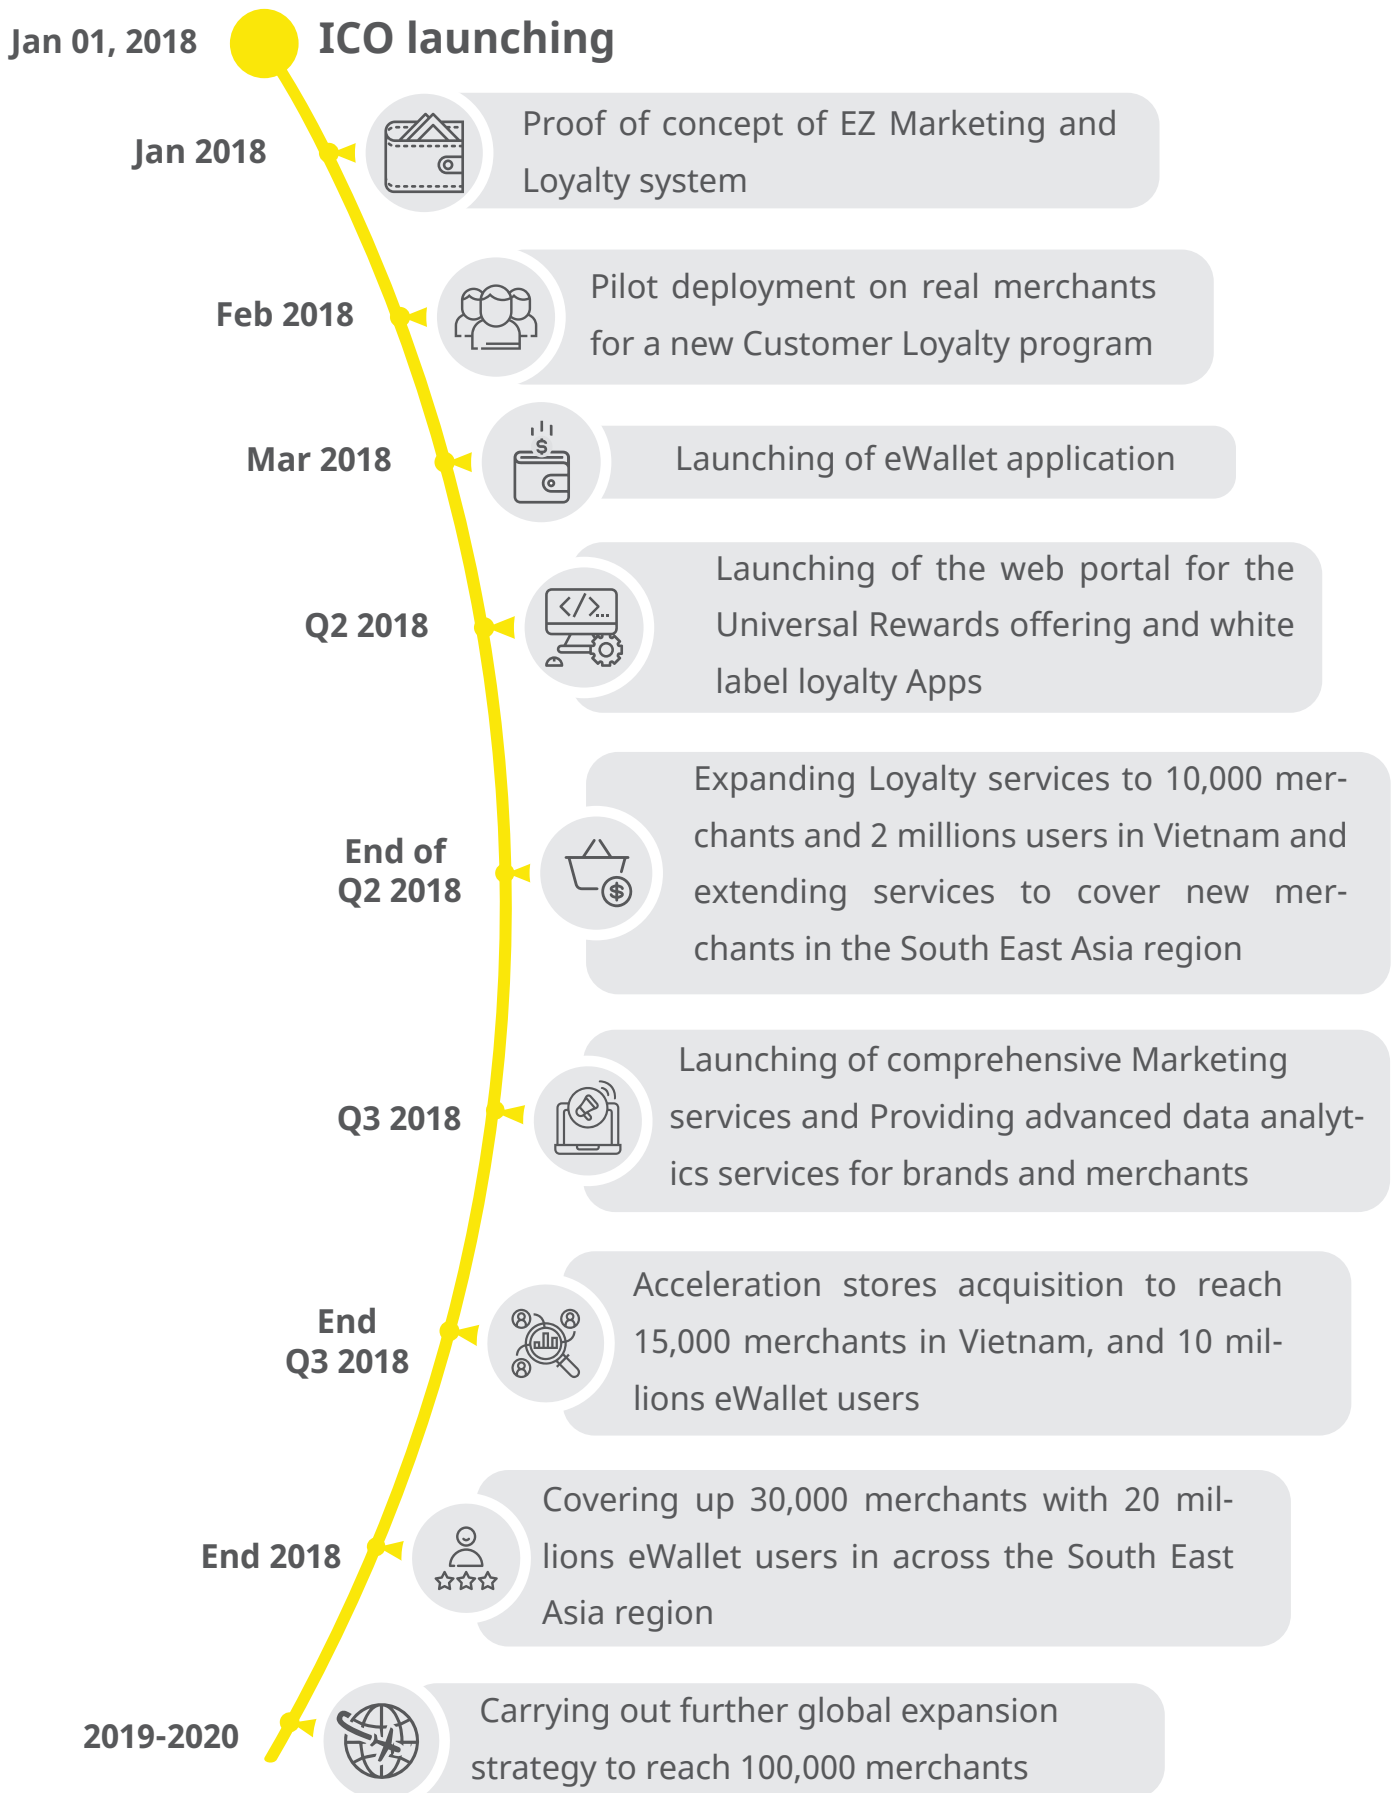 Jan 01, 2018
ICO launching
Jan 2018
Proof of concept of EZ Marketing and
Loyalty system
Feb 2018
Pilot deployment on real merchants
for a new Customer Loyalty program
Mar 2018
$
Launching of eWallet application
Q2 2018
</>...
Launching of the web portal for the
Universal Rewards offering and white
label loyalty Apps
End of
Q2 2018
$
Expanding Loyalty services to 10,000 mer-
chants and 2 millions users in Vietnam and
extending services to cover new mer-
chants in the South East Asia region
Q3 2018
Launching of comprehensive Marketing
services and Providing advanced data analyt-
ics services for brands and merchants
End
Q3 2018
Acceleration stores acquisition to reach
15,000 merchants in Vietnam, and 10 mil-
lions eWallet users
End 2018
Covering up 30,000 merchants with 20 mil-
lions eWallet users in across the South East
Asia region
2019-2020
Carrying out further global expansion
strategy to reach 100,000 merchants